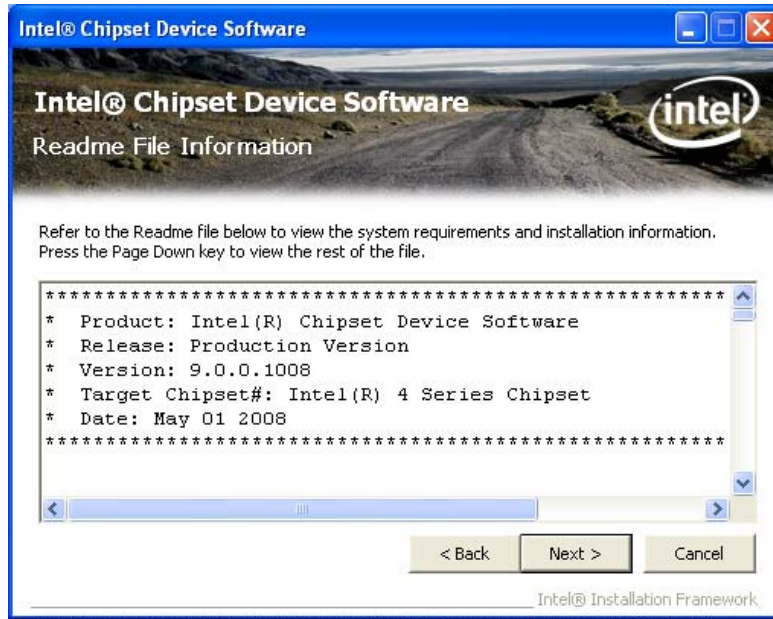 Intel® Chipset Device Software
Intel® Chipset Device Software
intel
Readme File Information
Refer to the Readme file below to view the system requirements and installation information.
Press the Page Down key to view the rest of the file.
********************************************************
* Product: Intel(R) Chipset Device Software
* Release: Production Version
* Version: 9.0.0.1008
* Target Chipset#: Intel(R) 4 Series Chipset
* Date: May 01 2008
********************************************************
< Back
Next >
Cancel
Intel® Installation Framework